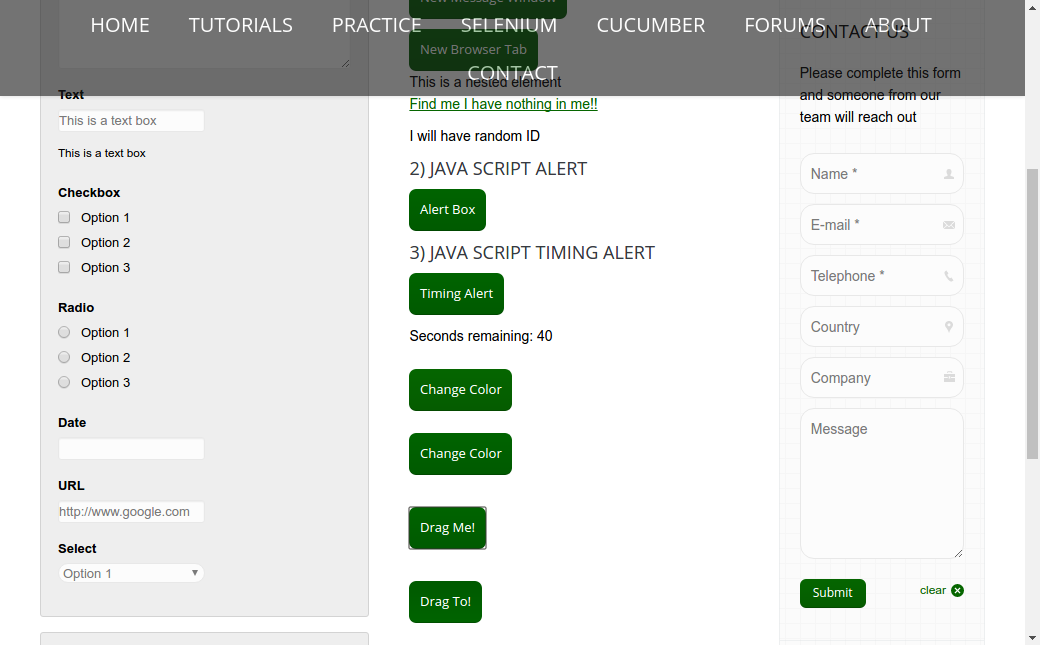 HOME TUTORIALS PRACTICE SELENIUM CUCUMBER FORUMS ABOUT
CONTACT
Text
This is a text box
This is a text box
Checkbox
Option 1
Option 2
Option 3
Radio
Option 1
Option 2
Option 3
Date
URL
http://www.google.com
Select
Option 1
New Message Window
New Browser Tab
This is a nested element
Find me I have nothing in me!!
I will have random ID
2) JAVA SCRIPT ALERT
Alert Box
3) JAVA SCRIPT TIMING ALERT
Timing Alert
Seconds remaining: 40
Change Color
Change Color
Drag Me!
Drag To!
CONTACT US
Please complete this form
and someone from our
team will reach out
Name *
E-mail *
Telephone *
Country
Company
Message
Submit
clear